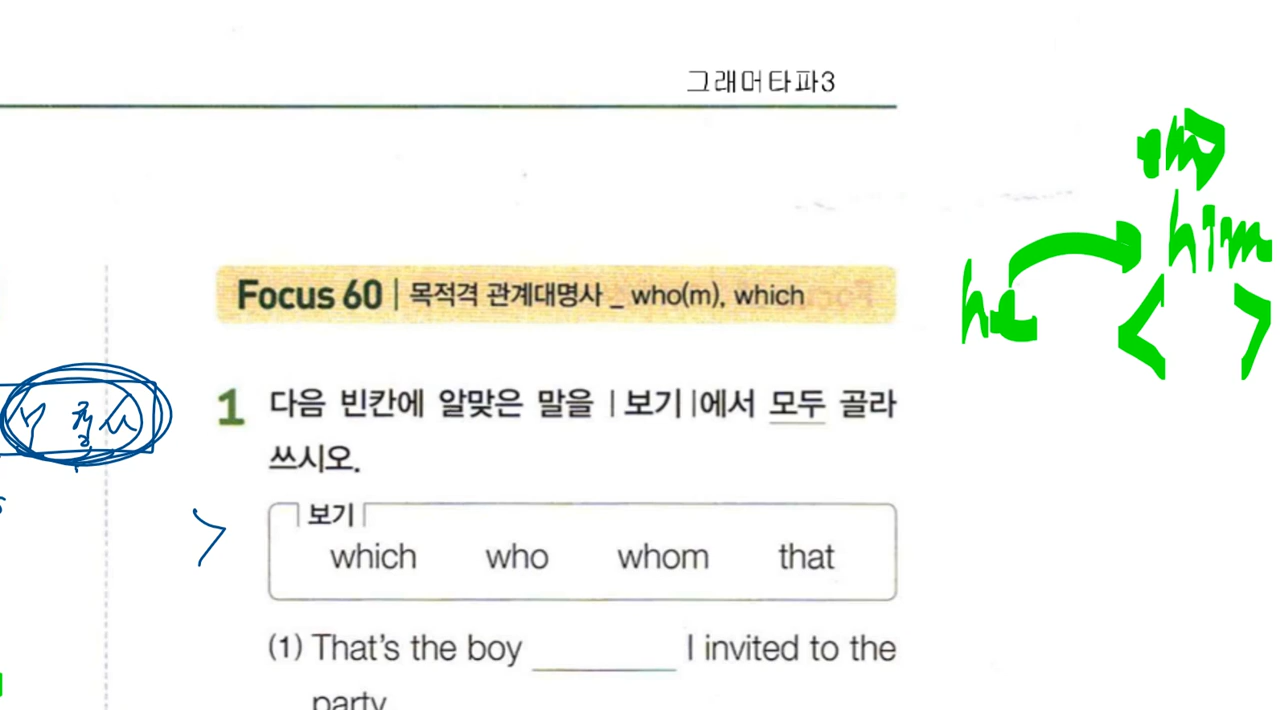 그래머타파3
him
he
Focus 60 | 목적격 관계대명사 _ who(m), which
1 다음 빈칸에 알맞은 말을 |보기|에서 모두 골라
쓰시오.
보기
which who whom that
(1) That's the boy ________ I invited to the
party.